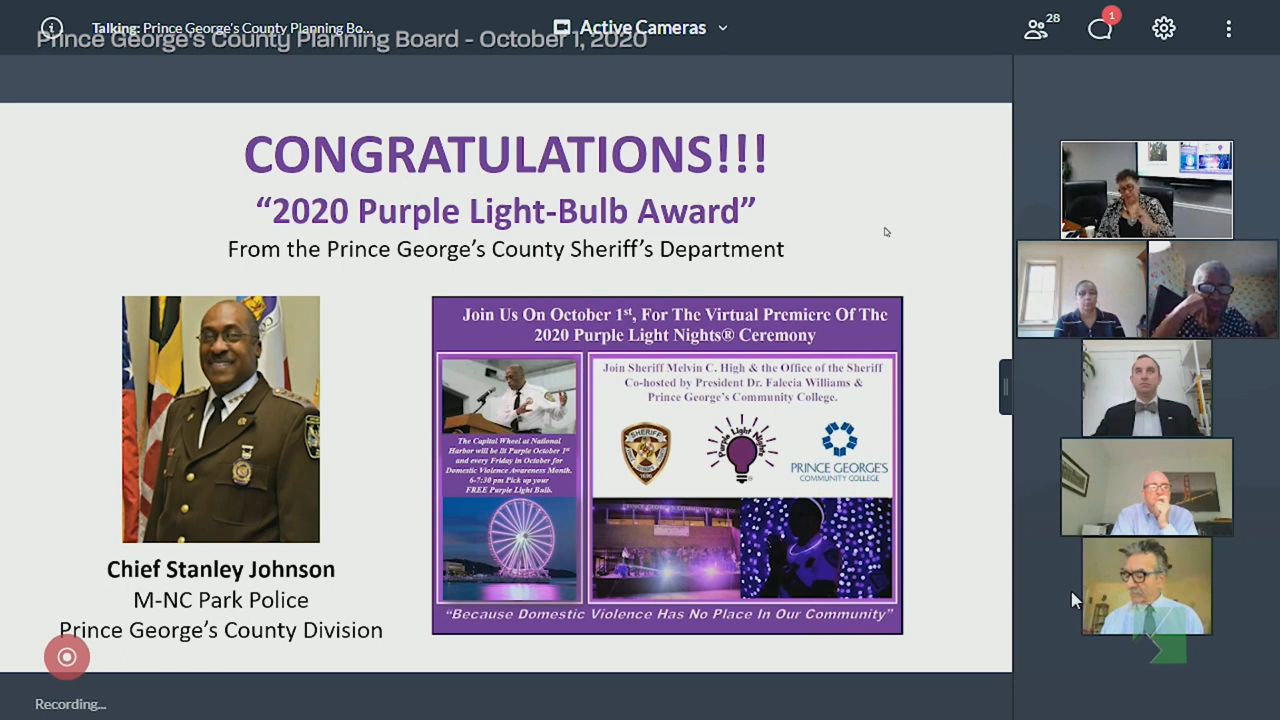 Talking: Prince George's County Planning Bo...
Active Cameras
28
1
Prince George's County Planning Board - October 1, 2020
CONGRATULATIONS!!!
“2020 Purple Light-Bulb Award”
From the Prince George’s County Sheriff’s Department
Join Us On October 1st, For The Virtual Premiere Of The
2020 Purple Light Nights® Ceremony
Join Sheriff Melvin C. High & the Office of the Sheriff
Co-hosted by President Dr. Falecia Williams &
Prince George’s Community College.
SHERIFF
Purple Light Nights
PRINCE GEORGE'S
COMMUNITY COLLEGE
The Capital Wheel at National
Harbor will be lit Purple October 1st
and every Friday in October for
Domestic Violence Awareness Month.
6-7:30 pm Pick up your
FREE Purple Light Bulb.
“Because Domestic Violence Has No Place In Our Community”
Chief Stanley Johnson
M-NC Park Police
Prince George’s County Division
Recording...